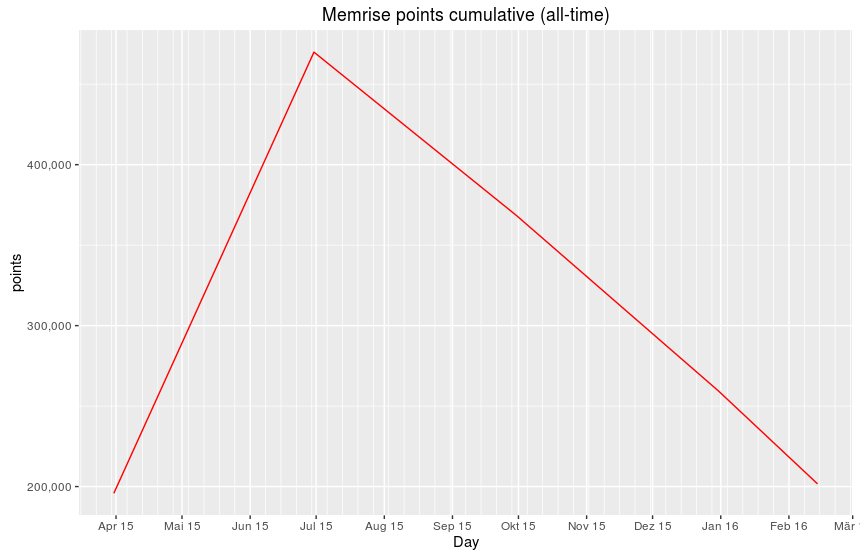 Memrise points cumulative (all-time)
points
400,000
300,000
200,000
Apr 15 Mai 15 Jun 15 Jul 15 Aug 15 Sep 15 Okt 15 Nov 15 Dez 15 Jan 16 Feb 16 Mär
Day